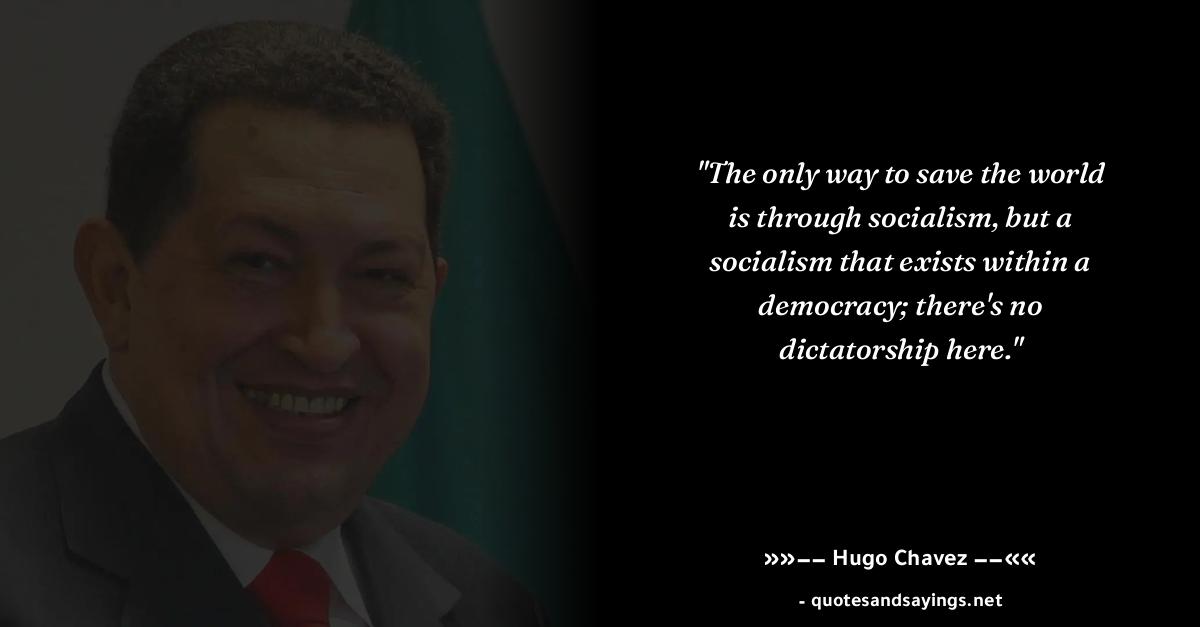 "The only way to save the world
is through socialism, but a
socialism that exists within a
democracy; there's no
dictatorship here."
»»–– Hugo Chavez ––««
- quotesandsayings.net